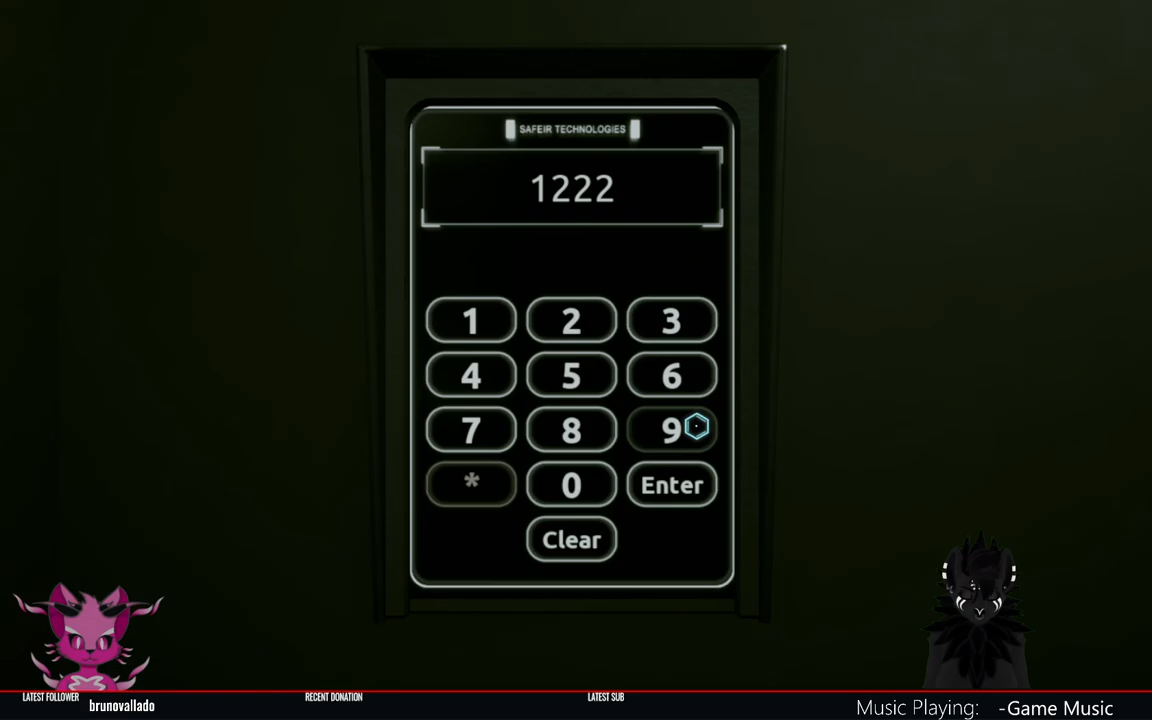 SAFEIR TECHNOLOGIES
1222
1 2 3
4 5 6
7 8 9
* 0 Enter
Clear
LATEST FOLLOWER brunovallado RECENT DONATION LATEST SUB
Music Playing: -Game Music